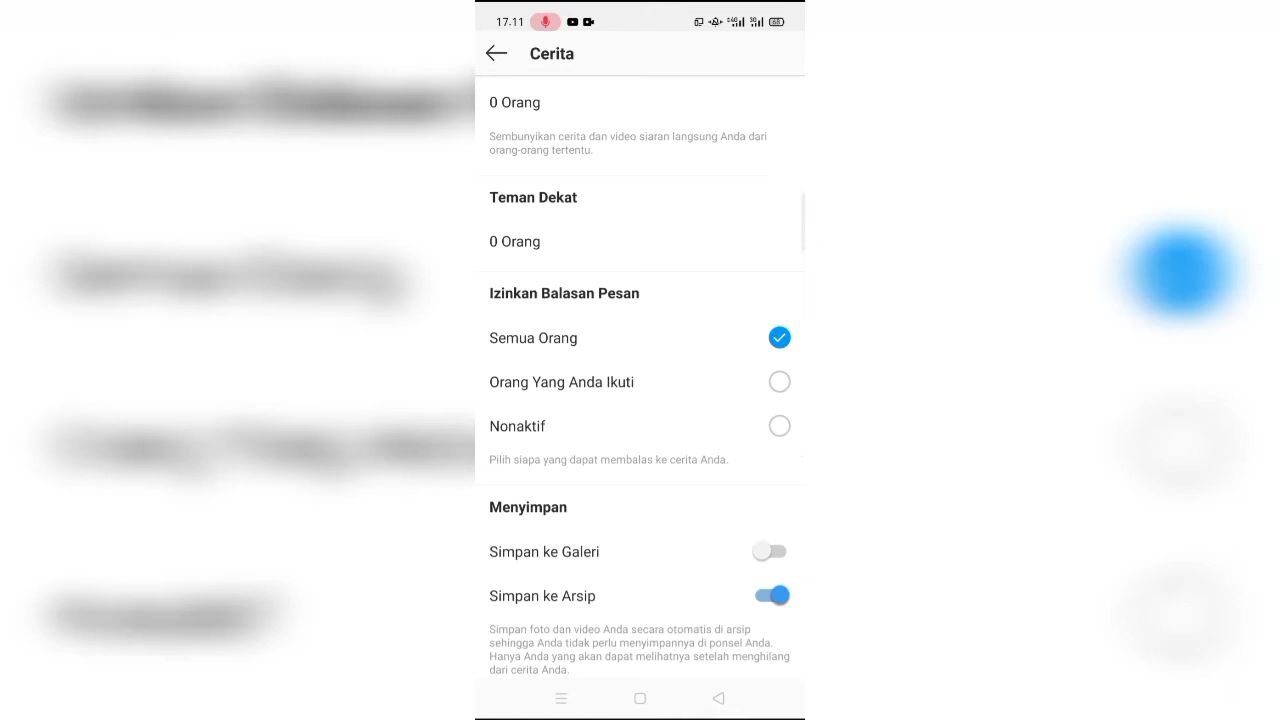 17.11
Cerita
0 Orang
Sembunyikan cerita dan video siaran langsung Anda dari
orang-orang tertentu.
Teman Dekat
0 Orang
Izinkan Balasan Pesan
Semua Orang
Orang Yang Anda Ikuti
Nonaktif
Pilih siapa yang dapat membalas ke cerita Anda.
Menyimpan
Simpan ke Galeri
Simpan ke Arsip
Simpan foto dan video Anda secara otomatis di arsip
sehingga Anda tidak perlu menyimpannya di ponsel Anda.
Hanya Anda yang akan dapat melihatnya setelah menghilang
dari cerita Anda.